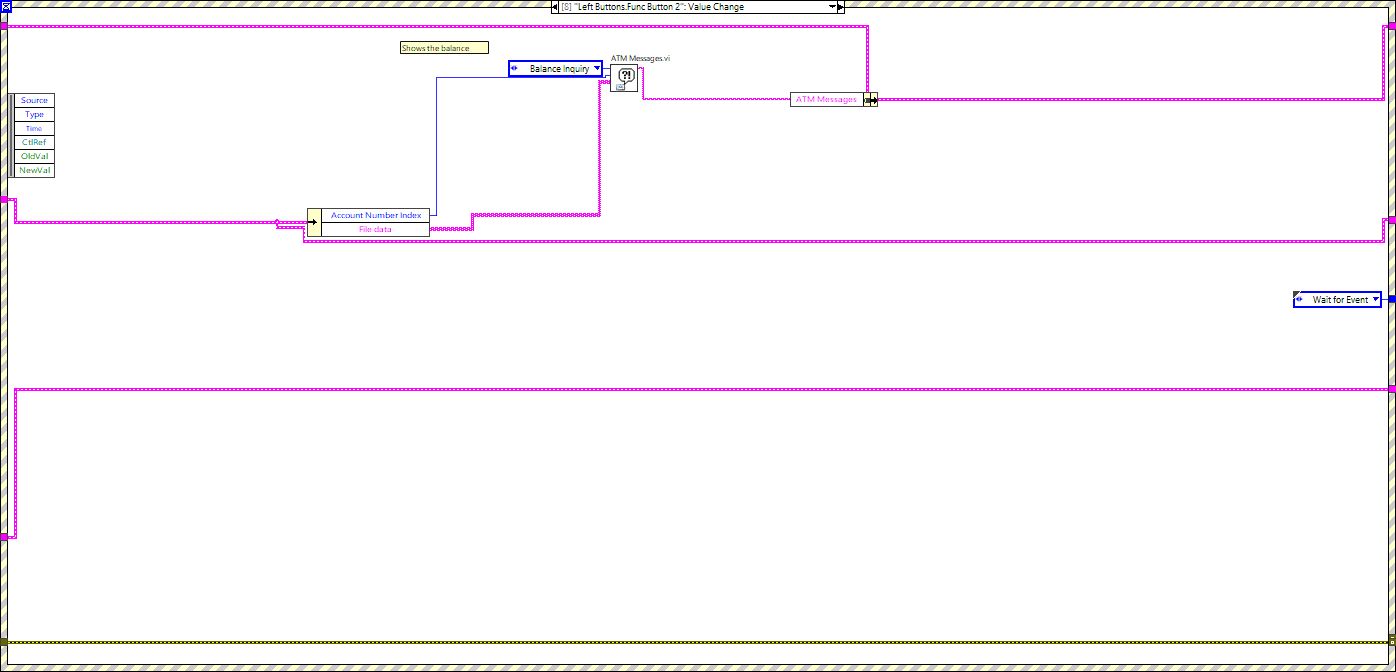 [8] "Left Buttons.Func Button 2": Value Change
Shows the balance
ATM Messages.vi
Balance Inquiry
?!
ATM Messages
Source
Type
Time
CtlRef
OldVal
NewVal
Account Number Index
File data
Wait for Event